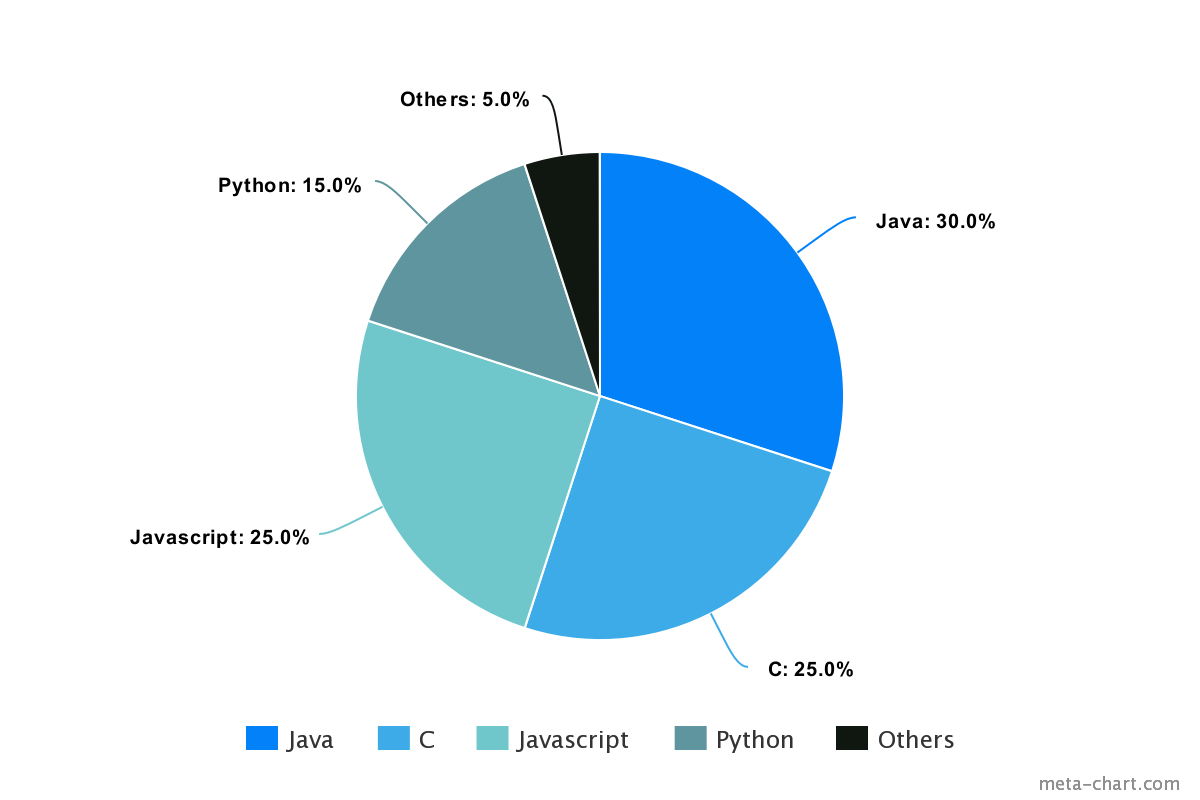 Others: 5.0%
Python: 15.0%
Java: 30.0%
Javascript: 25.0%
C: 25.0%
Java C Javascript Python Others
meta-chart.com